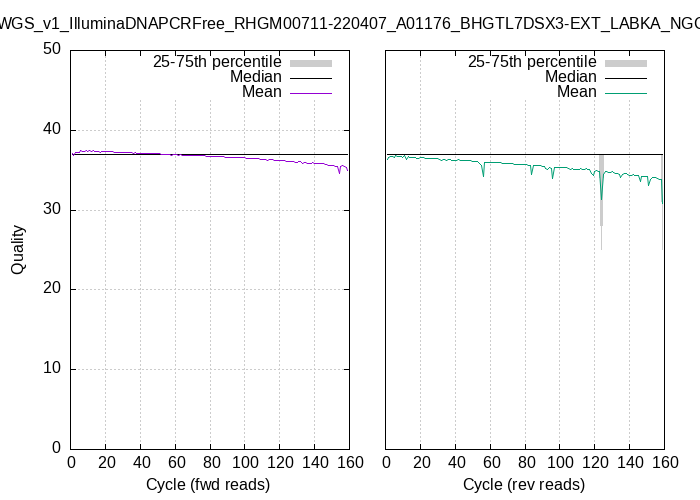 WGS_v1_IlluminaDNAPCRFree_RHGM00711-220407_A01176_BHGTL7DSX3-EXT_LABKA_NGC
25-75th percentile
Median
Mean
25-75th percentile
Median
Mean
50
40
30
20
10
0
Quality
0 20 40 60 80 100 120 140 160
0 20 40 60 80 100 120 140 160
Cycle (fwd reads)
Cycle (rev reads)